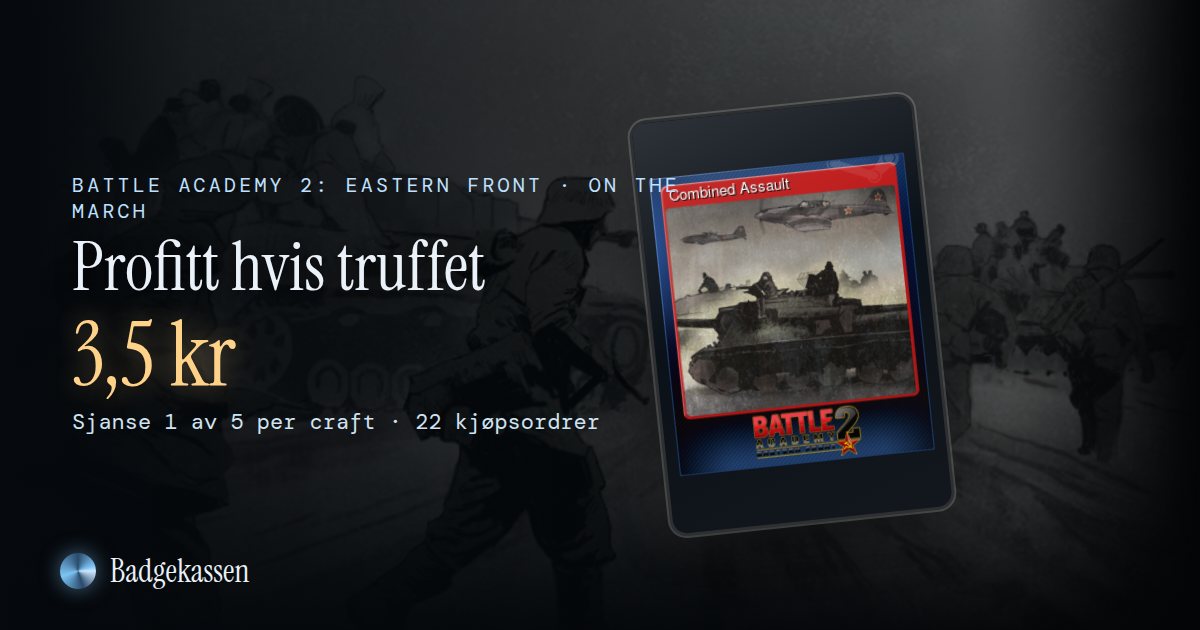 BATTLE ACADEMY 2: EASTERN FRONT · ON THE
MARCH
Profitt hvis truffet
3,5 kr
Sjanse 1 av 5 per craft · 22 kjøpsordrer
Badgekassen
Combined Assault
BATTLE 2
ACADEMY